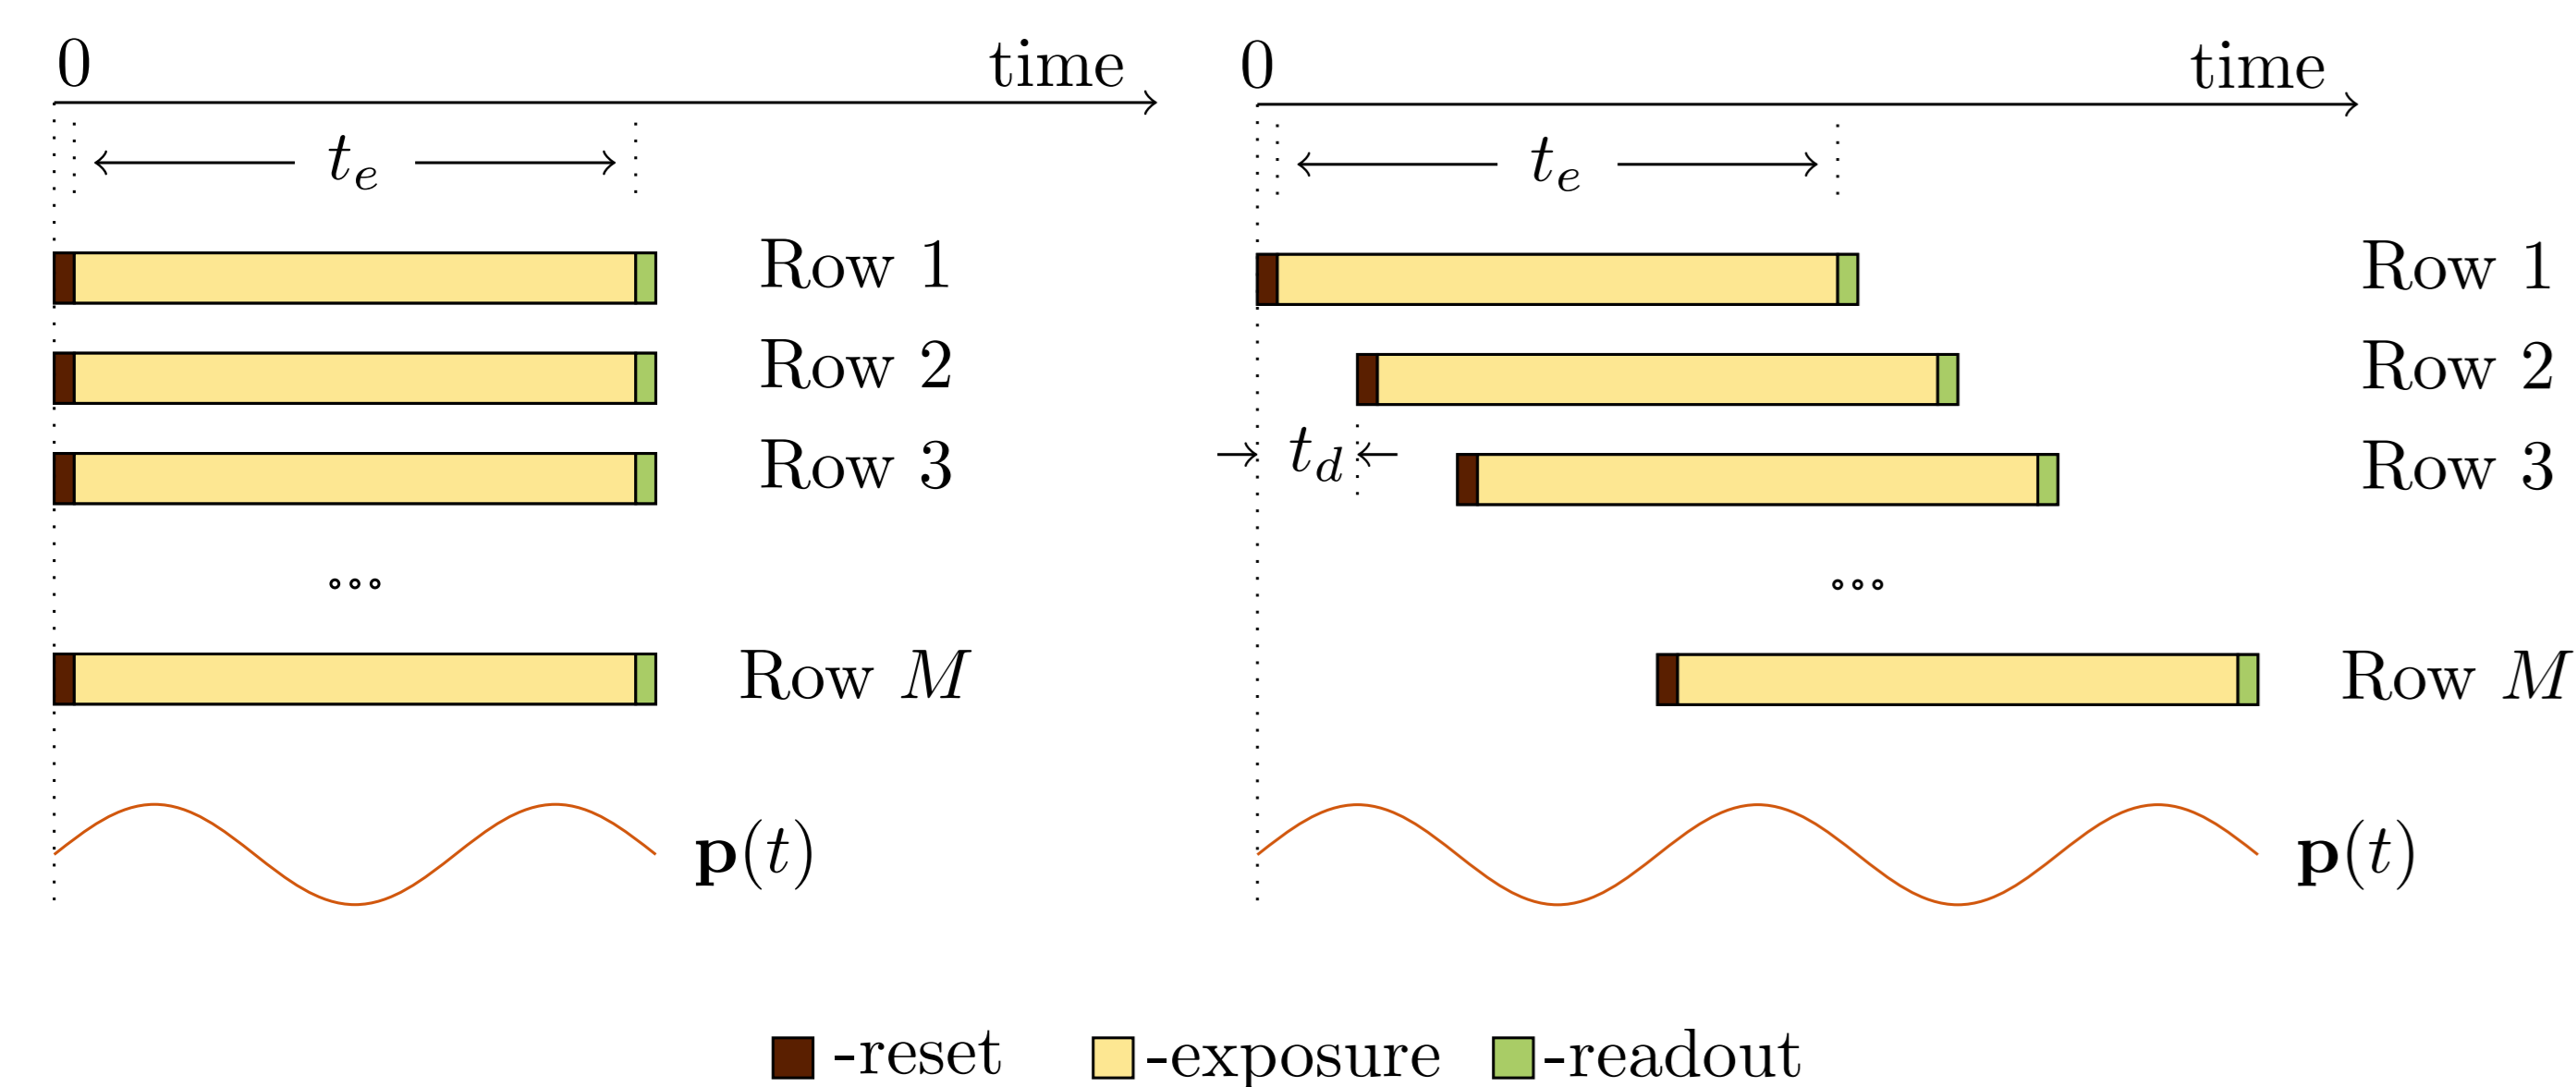 0 time
t_e
Row 1
Row 2
Row 3
Row M
p(t)
0 time
t_e
Row 1
Row 2
t_d
Row 3
Row M
p(t)
-reset -exposure -readout